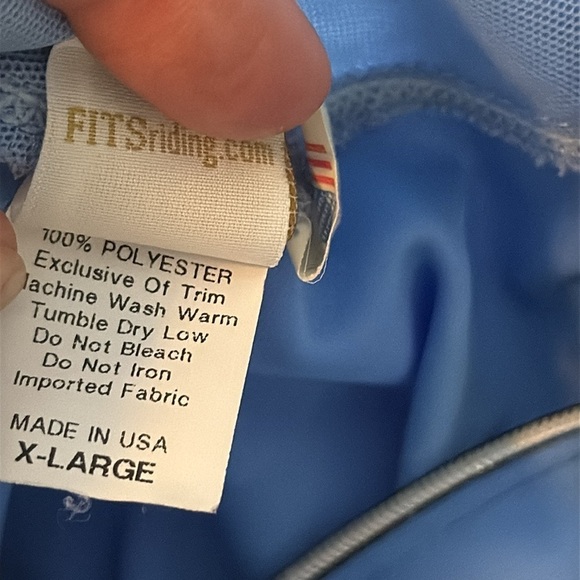 FITSriding.com
100% POLYESTER
Exclusive Of Trim
Machine Wash Warm
Tumble Dry Low
Do Not Bleach
Do Not Iron
Imported Fabric
MADE IN USA
X-LARGE